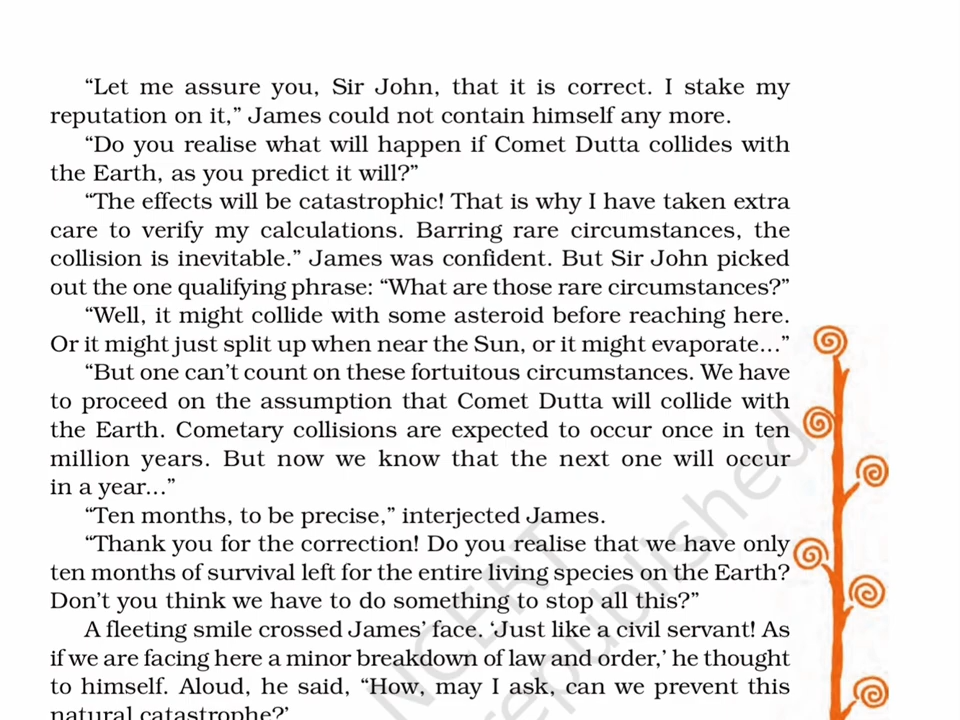 “Let me assure you, Sir John, that it is correct. I stake my
reputation on it,” James could not contain himself any more.
“Do you realise what will happen if Comet Dutta collides with
the Earth, as you predict it will?”
“The effects will be catastrophic! That is why I have taken extra
care to verify my calculations. Barring rare circumstances, the
collision is inevitable.” James was confident. But Sir John picked
out the one qualifying phrase: “What are those rare circumstances?”
“Well, it might collide with some asteroid before reaching here.
Or it might just split up when near the Sun, or it might evaporate...”
“But one can’t count on these fortuitous circumstances. We have
to proceed on the assumption that Comet Dutta will collide with
the Earth. Cometary collisions are expected to occur once in ten
million years. But now we know that the next one will occur
in a year...”
“Ten months, to be precise,” interjected James.
“Thank you for the correction! Do you realise that we have only
ten months of survival left for the entire living species on the Earth?
Don’t you think we have to do something to stop all this?”
A fleeting smile crossed James’ face. ‘Just like a civil servant! As
if we are facing here a minor breakdown of law and order,’ he thought
to himself. Aloud, he said, “How, may I ask, can we prevent this
natural catastrophe?’
NCERT
republished